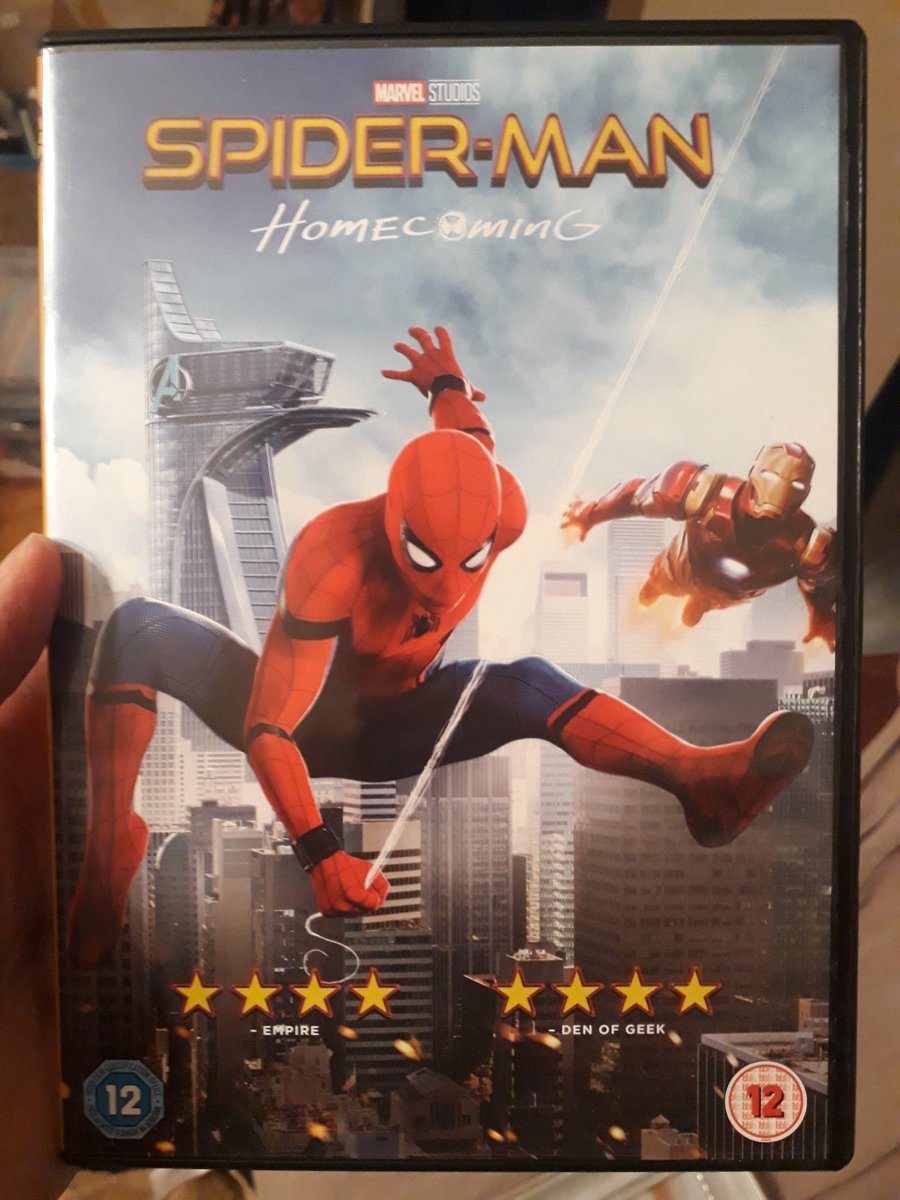 MARVEL STUDIOS
SPIDER-MAN
HOMECOMING
- EMPIRE
- DEN OF GEEK
12
12